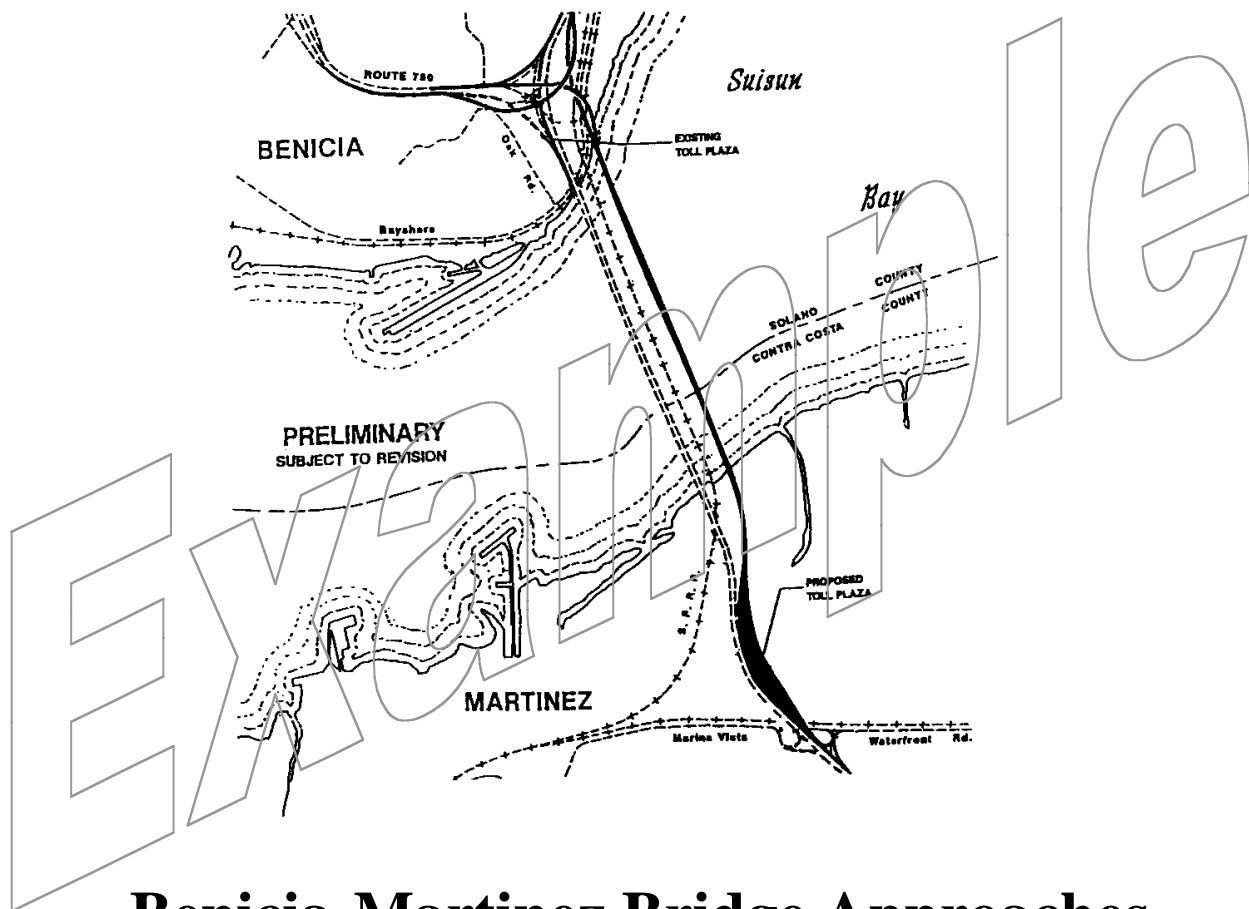 ROUTE 780
Suisun
BENICIA
EXISTING
TOLL PLAZA
Oak Rd.
Bay
Bayshore
SOLANO COUNTY
CONTRA COSTA COUNTY
PRELIMINARY
SUBJECT TO REVISION
Example
PROPOSED
TOLL PLAZA
S. P. R. R.
MARTINEZ
Marina Vista
Waterfront Rd.
Benicia-Martinez Bridge Approaches